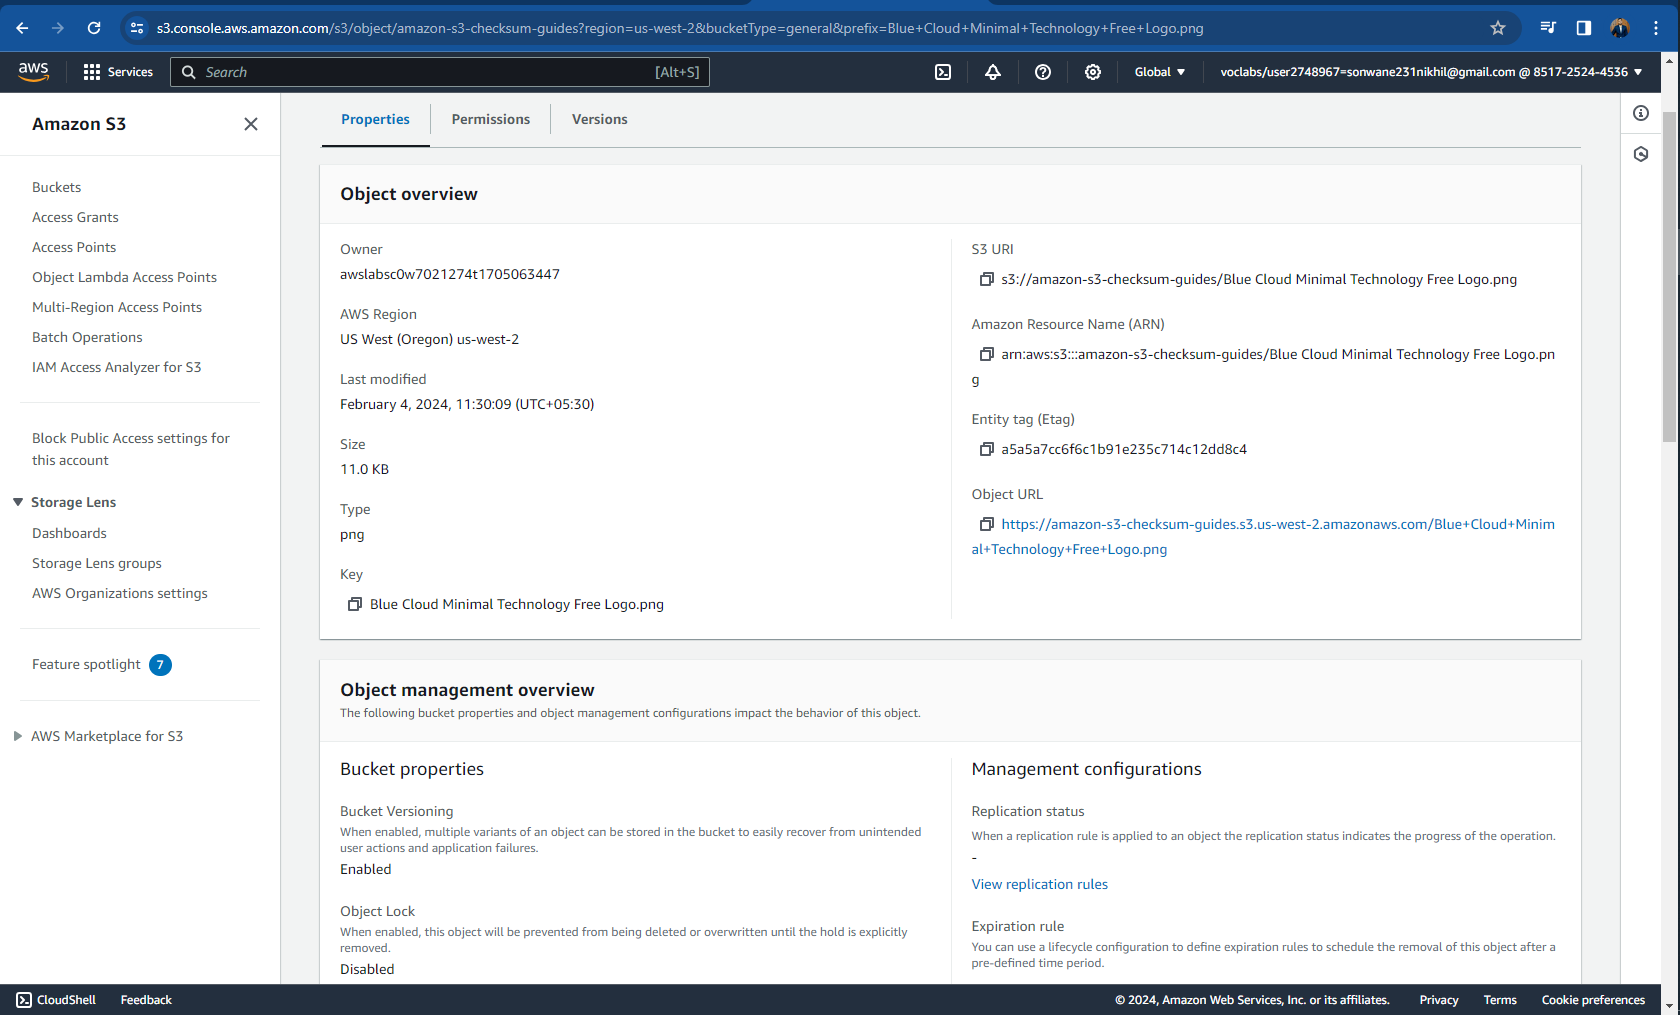 s3.console.aws.amazon.com/s3/object/amazon-s3-checksum-guides?region=us-west-2&bucketType=general&prefix=Blue+Cloud+Minimal+Technology+Free+Logo.png
aws
Services
Search
[Alt+S]
Global
voclabs/user2748967=sonwane231nikhil@gmail.com @ 8517-2524-4536
Amazon S3
Buckets
Access Grants
Access Points
Object Lambda Access Points
Multi-Region Access Points
Batch Operations
IAM Access Analyzer for S3
Block Public Access settings for
this account
Storage Lens
Dashboards
Storage Lens groups
AWS Organizations settings
Feature spotlight 7
AWS Marketplace for S3
Properties
Permissions
Versions
Object overview
Owner
awslabsc0w7021274t1705063447
AWS Region
US West (Oregon) us-west-2
Last modified
February 4, 2024, 11:30:09 (UTC+05:30)
Size
11.0 KB
Type
png
Key
Blue Cloud Minimal Technology Free Logo.png
S3 URI
s3://amazon-s3-checksum-guides/Blue Cloud Minimal Technology Free Logo.png
Amazon Resource Name (ARN)
arn:aws:s3:::amazon-s3-checksum-guides/Blue Cloud Minimal Technology Free Logo.pn
g
Entity tag (Etag)
a5a5a7cc6f6c1b91e235c714c12dd8c4
Object URL
https://amazon-s3-checksum-guides.s3.us-west-2.amazonaws.com/Blue+Cloud+Minim
al+Technology+Free+Logo.png
Object management overview
The following bucket properties and object management configurations impact the behavior of this object.
Bucket properties
Bucket Versioning
When enabled, multiple variants of an object can be stored in the bucket to easily recover from unintended
user actions and application failures.
Enabled
Object Lock
When enabled, this object will be prevented from being deleted or overwritten until the hold is explicitly
removed.
Disabled
Management configurations
Replication status
When a replication rule is applied to an object the replication status indicates the progress of the operation.
-
View replication rules
Expiration rule
You can use a lifecycle configuration to define expiration rules to schedule the removal of this object after a
pre-defined time period.
CloudShell
Feedback
© 2024, Amazon Web Services, Inc. or its affiliates.
Privacy
Terms
Cookie preferences